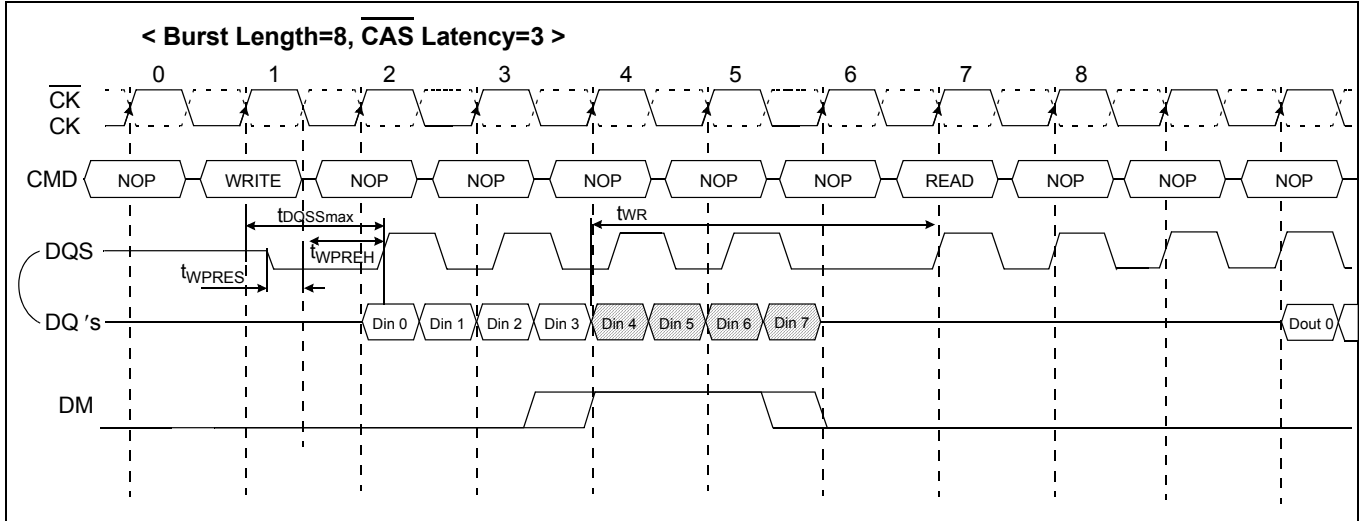 < Burst Length=8, CAS Latency=3 >
0 1 2 3 4 5 6 7 8
CK
CK
CMD NOP WRITE NOP NOP NOP NOP NOP READ NOP NOP NOP
tDQSSmax tWR
DQS
tWPREH
tWPRES
DQ 's Din 0 Din 1 Din 2 Din 3 Din 4 Din 5 Din 6 Din 7 Dout 0
DM